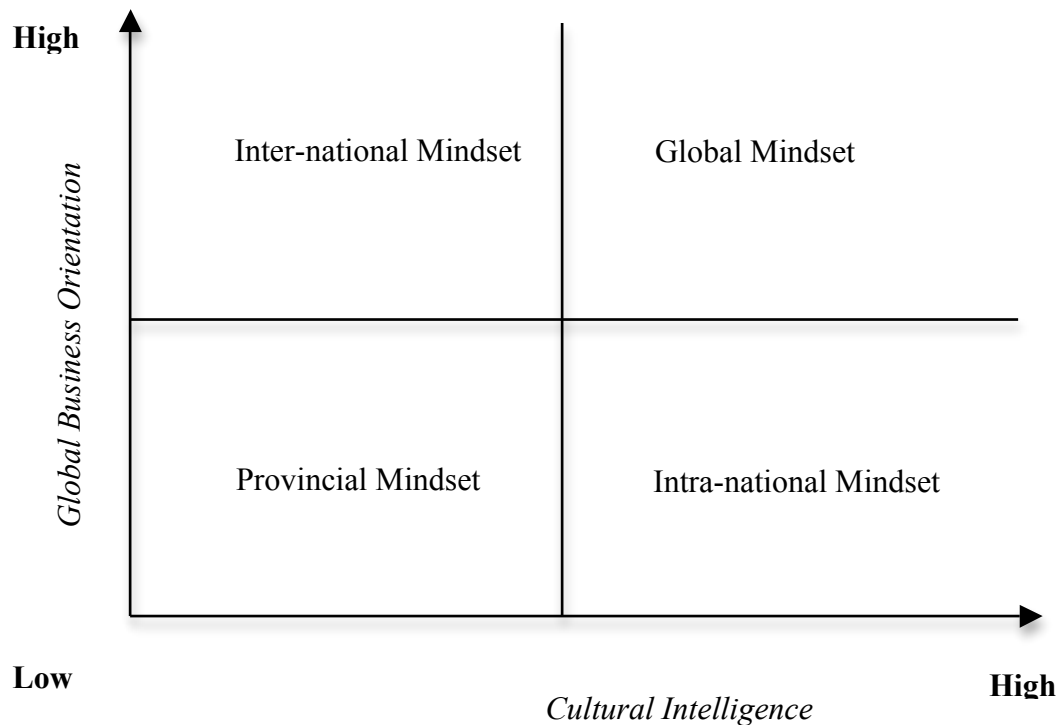 High
Inter-national Mindset
Global Mindset
Global Business Orientation
Provincial Mindset
Intra-national Mindset
Low
High
Cultural Intelligence